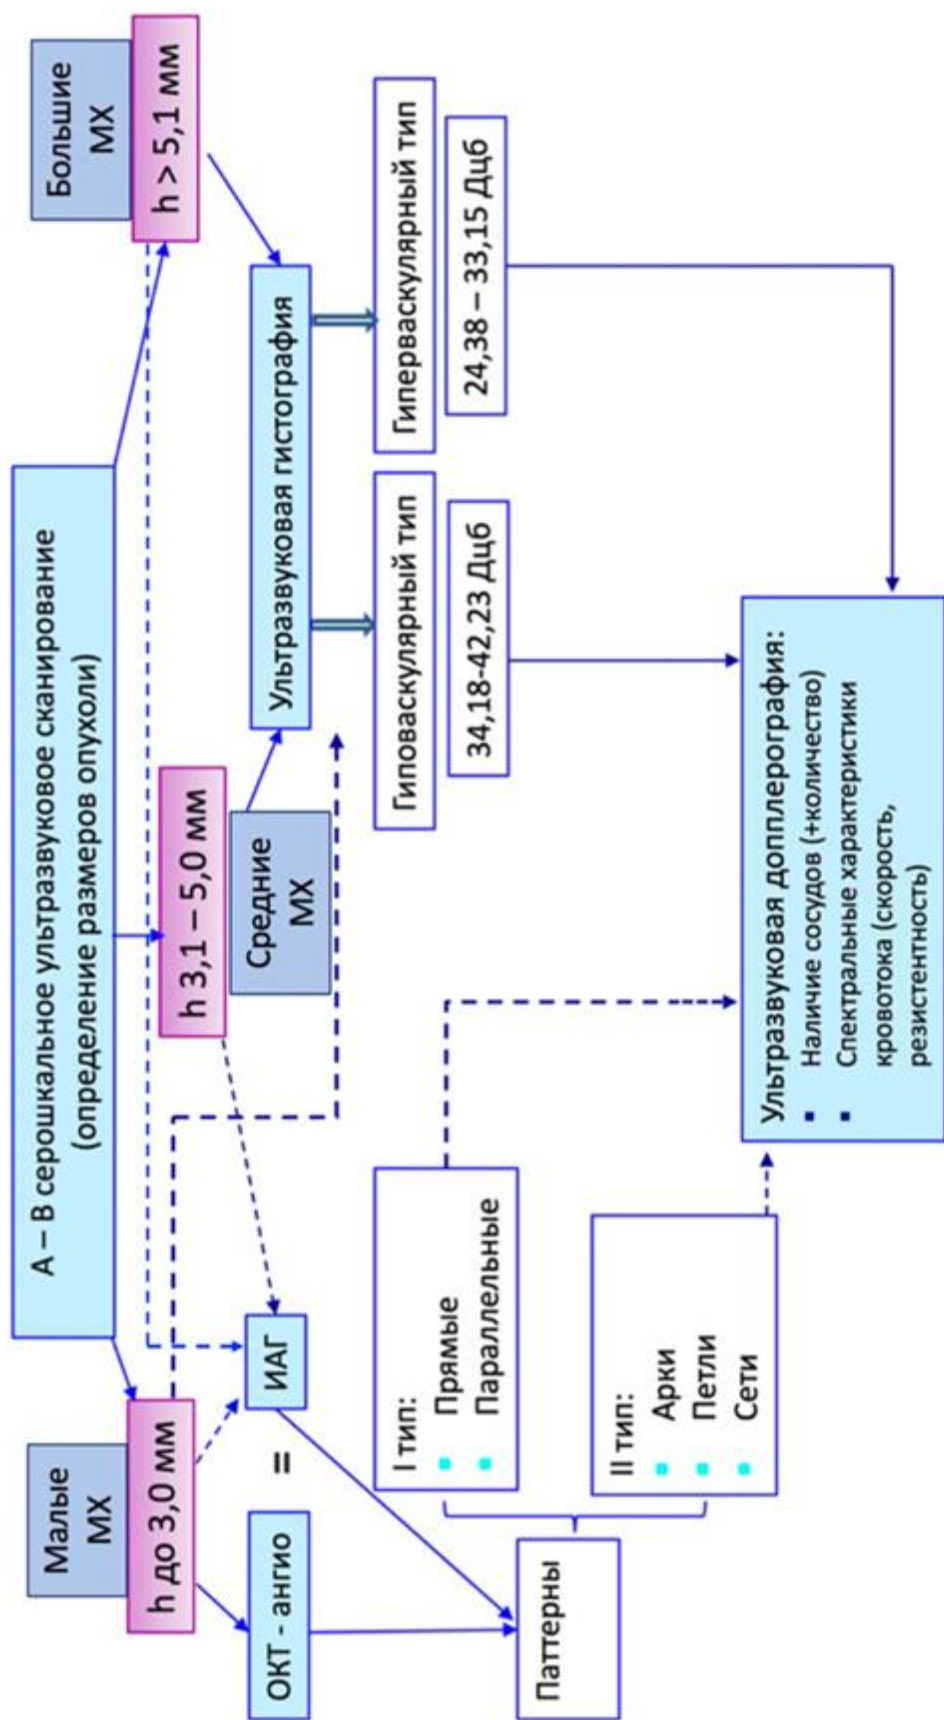 А – В серошкальное ультразвуковое сканирование
(определение размеров опухоли)
Малые
МХ
h до 3,0 мм
h 3,1 – 5,0 мм
Средние
МХ
Большие
МХ
h > 5,1 мм
ОКТ - ангио
=
ИАГ
Ультразвуковая гистография
Гиповаскулярный тип
34,18-42,23 Дцб
Гиперваскулярный тип
24,38 – 33,15 Дцб
Паттерны
I тип:
Прямые
Параллельные
II тип:
Арки
Петли
Сети
Ультразвуковая допплерография:
Наличие сосудов (+количество)
Спектральные характеристики
кровотока (скорость,
резистентность)